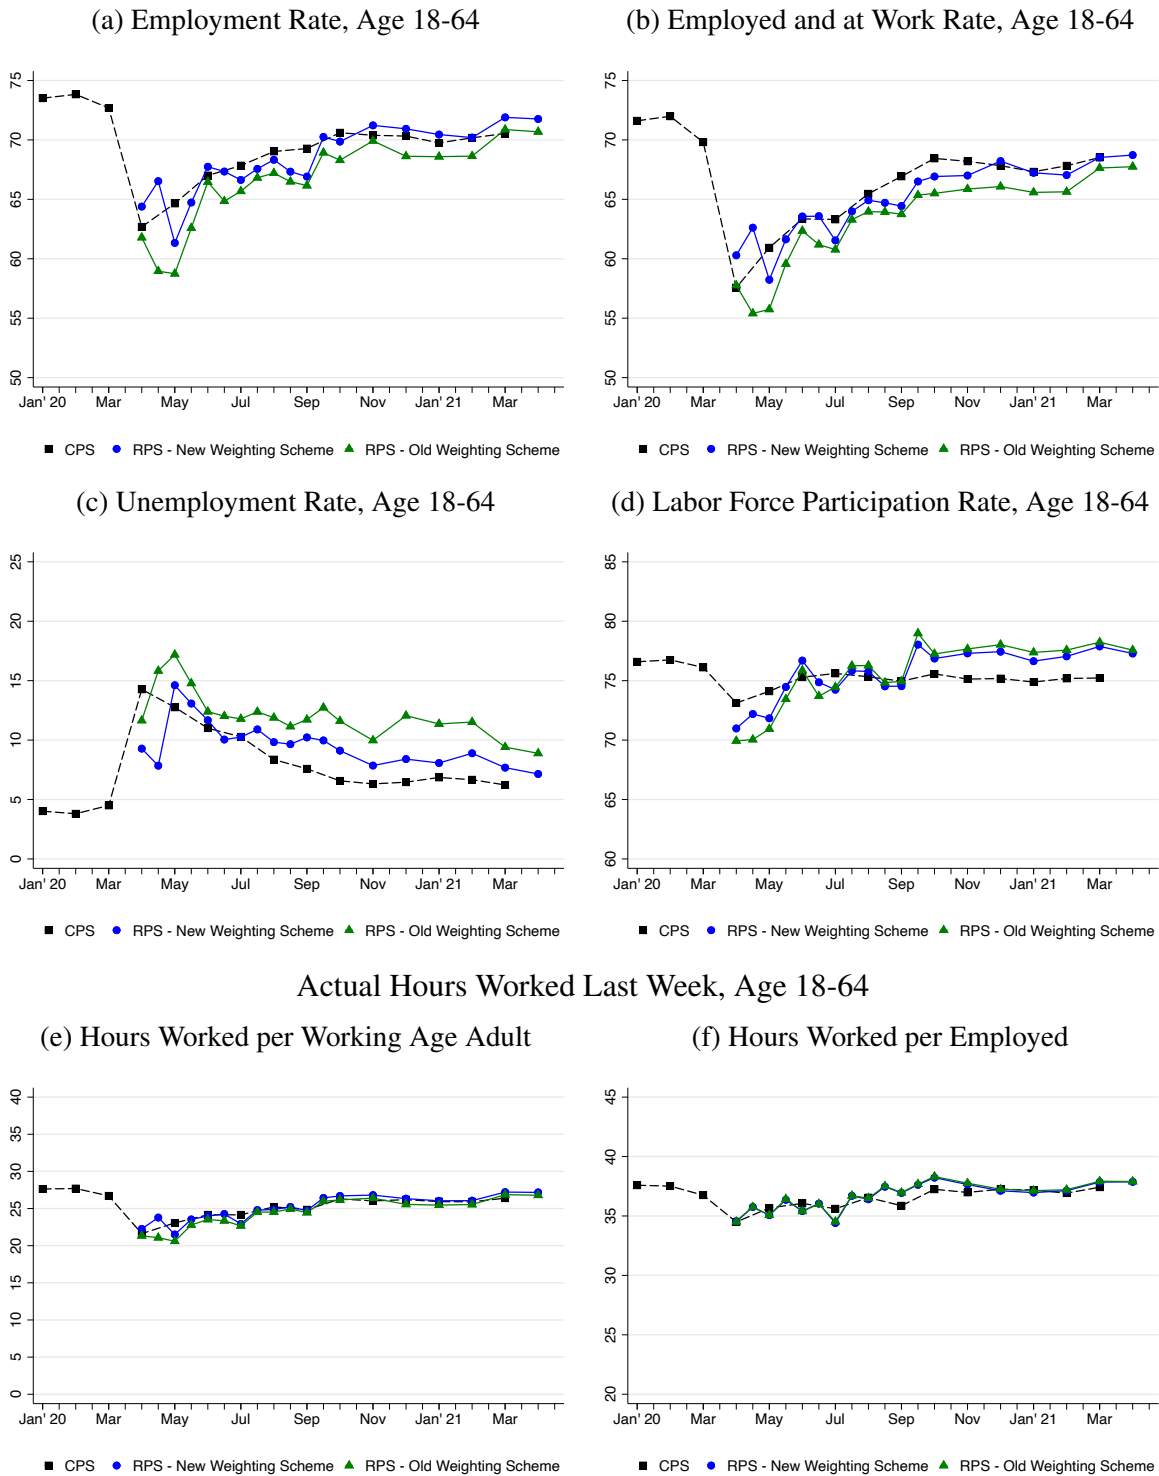 (a) Employment Rate, Age 18-64
75
70
65
60
55
50
Jan' 20 Mar May Jul Sep Nov Jan' 21 Mar
CPS RPS - New Weighting Scheme RPS - Old Weighting Scheme
(b) Employed and at Work Rate, Age 18-64
75
70
65
60
55
50
Jan' 20 Mar May Jul Sep Nov Jan' 21 Mar
CPS RPS - New Weighting Scheme RPS - Old Weighting Scheme
(c) Unemployment Rate, Age 18-64
25
20
15
10
5
0
Jan' 20 Mar May Jul Sep Nov Jan' 21 Mar
CPS RPS - New Weighting Scheme RPS - Old Weighting Scheme
(d) Labor Force Participation Rate, Age 18-64
85
80
75
70
65
60
Jan' 20 Mar May Jul Sep Nov Jan' 21 Mar
CPS RPS - New Weighting Scheme RPS - Old Weighting Scheme
Actual Hours Worked Last Week, Age 18-64
(e) Hours Worked per Working Age Adult
40
35
30
25
20
15
10
5
0
Jan' 20 Mar May Jul Sep Nov Jan' 21 Mar
CPS RPS - New Weighting Scheme RPS - Old Weighting Scheme
(f) Hours Worked per Employed
45
40
35
30
25
20
Jan' 20 Mar May Jul Sep Nov Jan' 21 Mar
CPS RPS - New Weighting Scheme RPS - Old Weighting Scheme